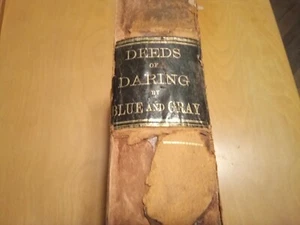 DEEDS
OF
DARING
BY
BLUE AND GRAY